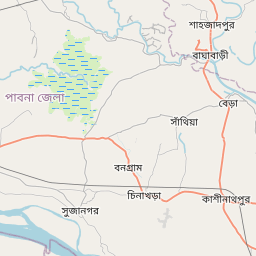 শাহজাদপুর
বাঘাবাড়ী
পাবনা জেলা
বেড়া
সাঁথিয়া
বনগ্রাম
চিনাখড়া
কাশীনাথপুর
সুজানগর